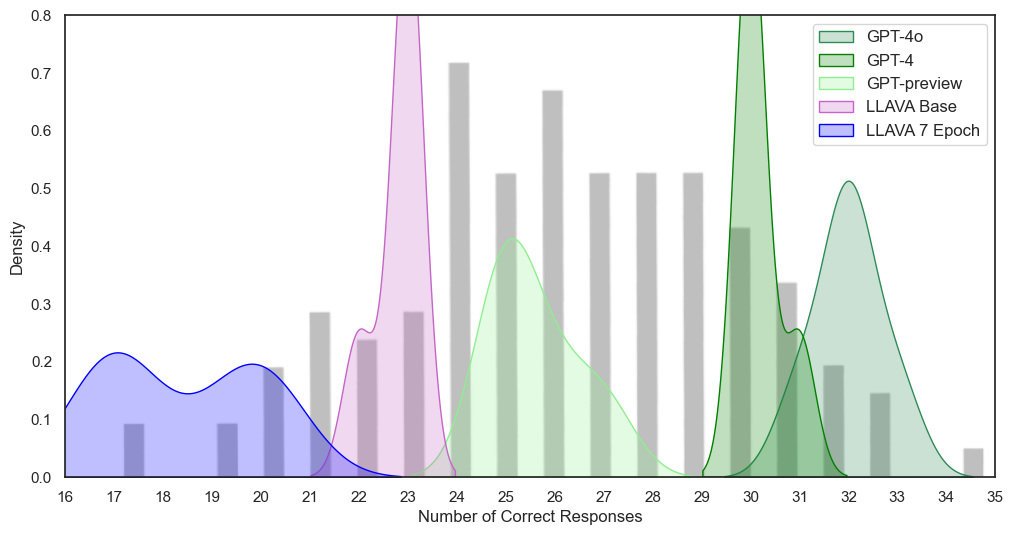 0.8
0.7
0.6
0.5
0.4
0.3
0.2
0.1
0.0
Density
GPT-4o
GPT-4
GPT-preview
LLAVA Base
LLAVA 7 Epoch
16 17 18 19 20 21 22 23 24 25 26 27 28 29 30 31 32 33 34 35
Number of Correct Responses